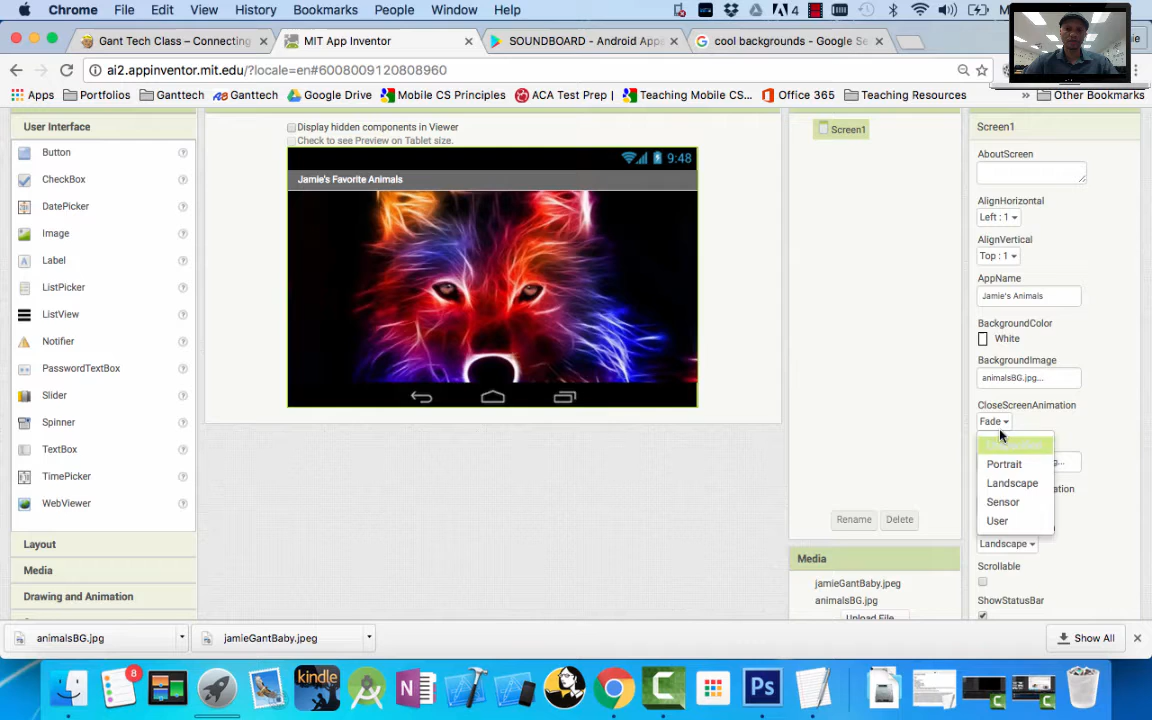 Chrome File Edit View History Bookmarks People Window Help
4
Gant Tech Class – Connecting
MIT App Inventor
SOUNDBOARD - Android Apps
cool backgrounds - Google Se
ai2.appinventor.mit.edu/?locale=en#6008009120808960
Apps Portfolios Ganttech Ganttech Google Drive Mobile CS Principles ACA Test Prep Teaching Mobile CS... Office 365 Teaching Resources » Other Bookmarks
User Interface
Button
CheckBox
DatePicker
Image
Label
ListPicker
ListView
Notifier
PasswordTextBox
Slider
Spinner
TextBox
TimePicker
WebViewer
Layout
Media
Drawing and Animation
Display hidden components in Viewer
Check to see Preview on Tablet size.
9:48
Jamie's Favorite Animals
Screen1
Rename Delete
Media
jamieGantBaby.jpeg
animalsBG.jpg
Upload File
Screen1
AboutScreen
AlignHorizontal
Left : 1
AlignVertical
Top : 1
AppName
Jamie's Animals
BackgroundColor
White
BackgroundImage
animalsBG.jpg...
CloseScreenAnimation
Fade
Portrait
Landscape
Sensor
User
Landscape
Scrollable
ShowStatusBar
animalsBG.jpg
jamieGantBaby.jpeg
Show All
8
kindle